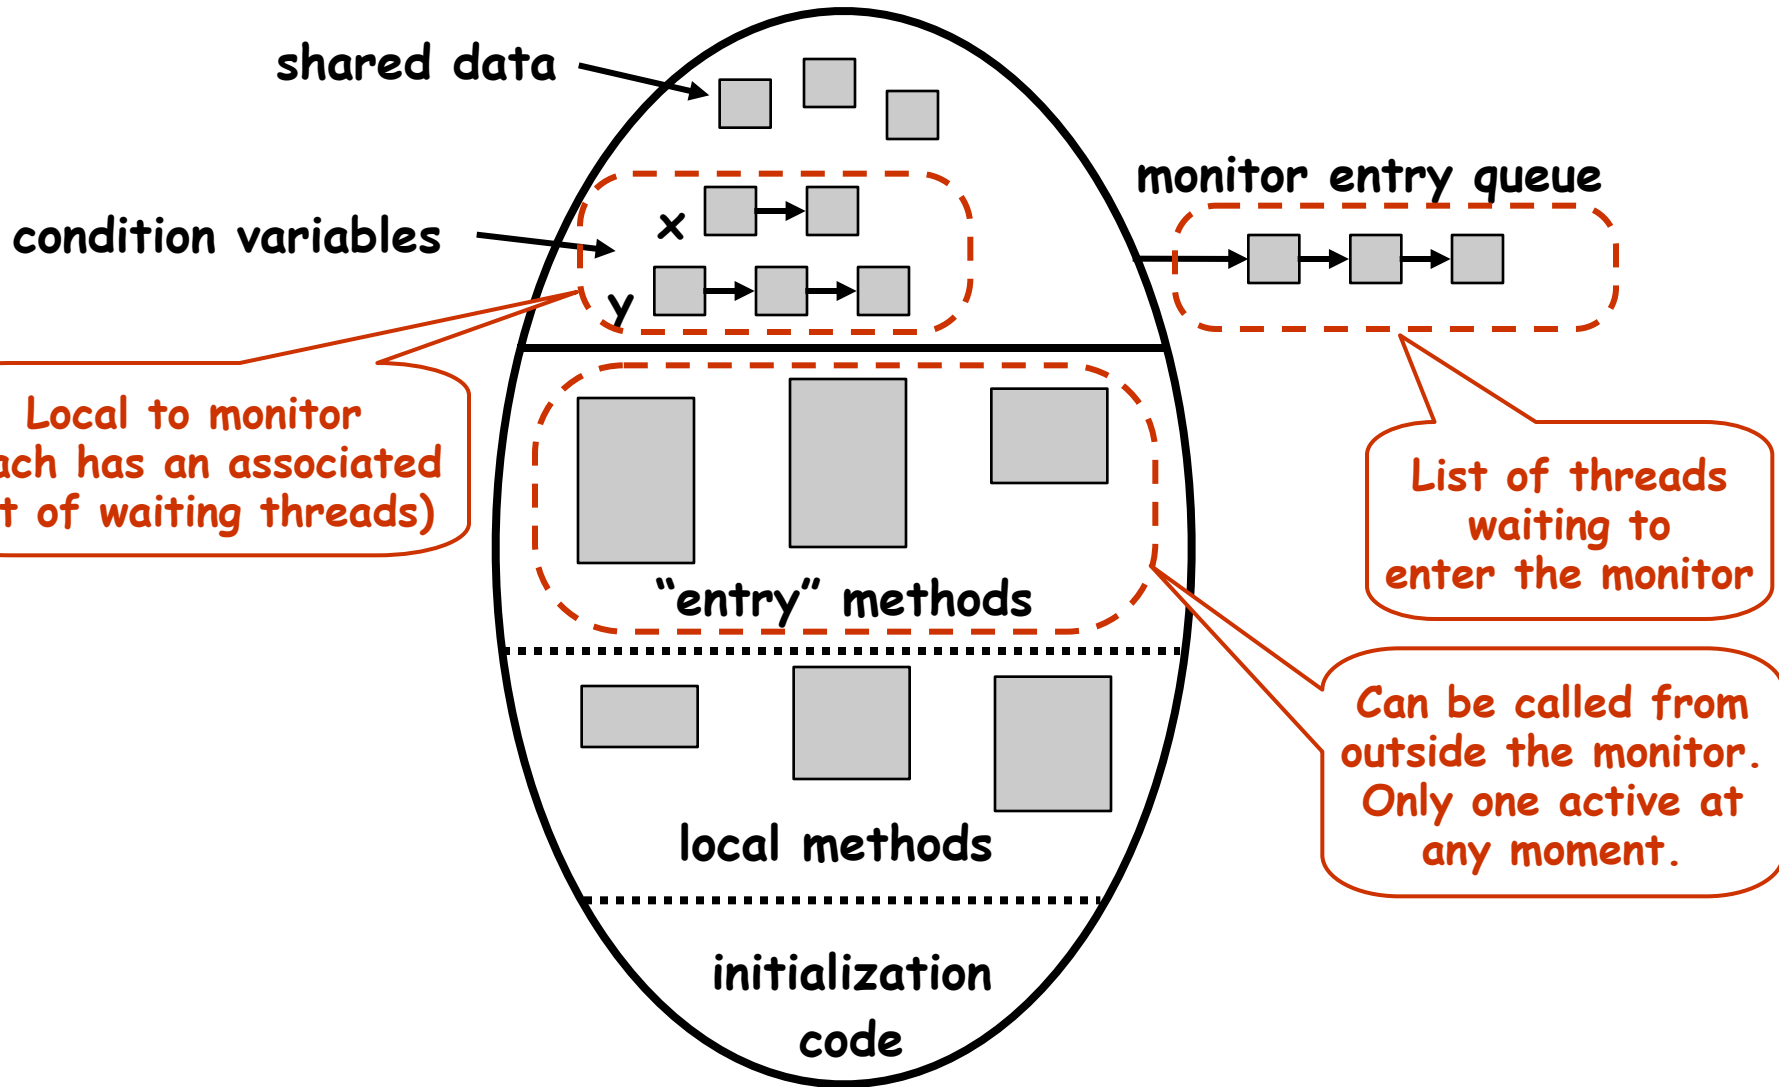 shared data
monitor entry queue
condition variables
x
y
Local to monitor
has an associated
of waiting threads)
List of threads
waiting to
enter the monitor
"entry" methods
Can be called from
outside the monitor.
Only one active at
any moment.
local methods
initialization
code